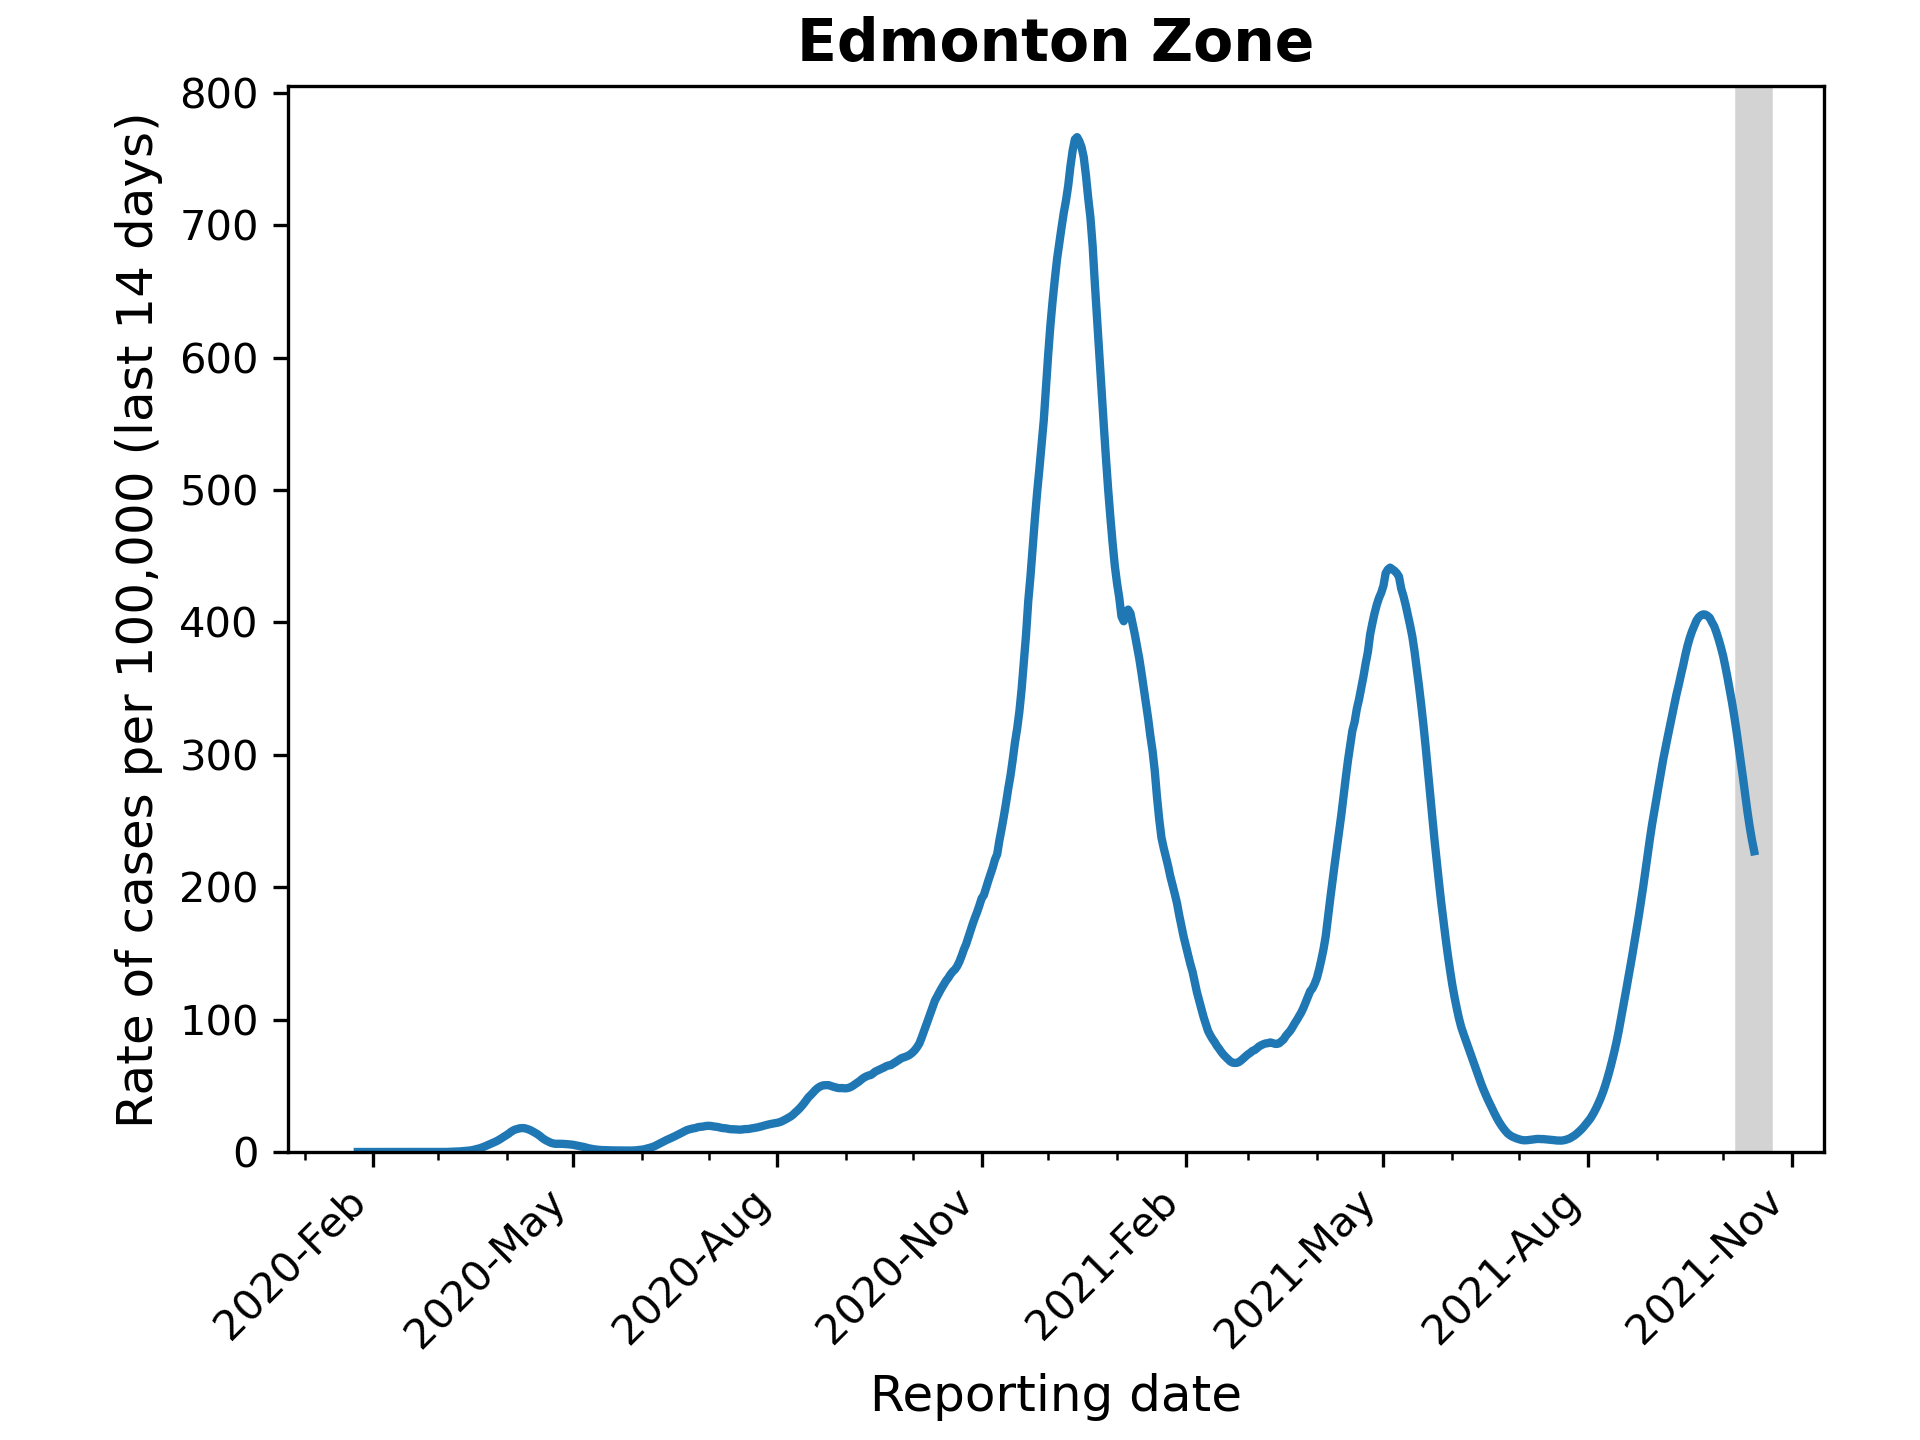 Edmonton Zone
Rate of cases per 100,000 (last 14 days)
800
700
600
500
400
300
200
100
0
2020-Feb
2020-May
2020-Aug
2020-Nov
2021-Feb
2021-May
2021-Aug
2021-Nov
Reporting date